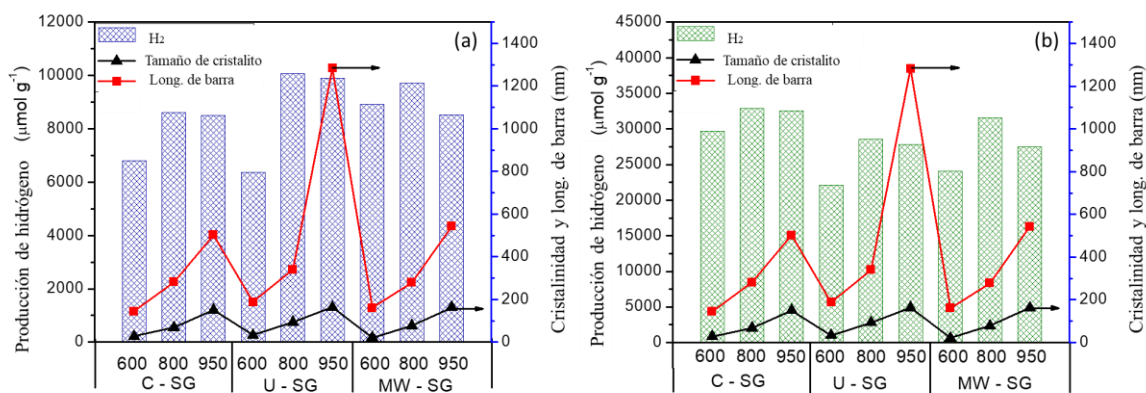 12000
10000
8000
6000
4000
2000
0
Producción de hidrógeno (µmol g-1)
H2
Tamaño de cristalito
Long. de barra
(a)
1400
1200
1000
800
600
400
200
0
Cristalinidad y long. de barra (nm)
600 800 950 600 800 950 600 800 950
C - SG U - SG MW - SG
45000
40000
35000
30000
25000
20000
15000
10000
5000
0
Producción de hidrógeno (µmol g-1)
H2
Tamaño de cristalito
Long. de barra
(b)
1400
1200
1000
800
600
400
200
0
Cristalinidad y long. de barra (nm)
600 800 950 600 800 950 600 800 950
C - SG U - SG MW - SG